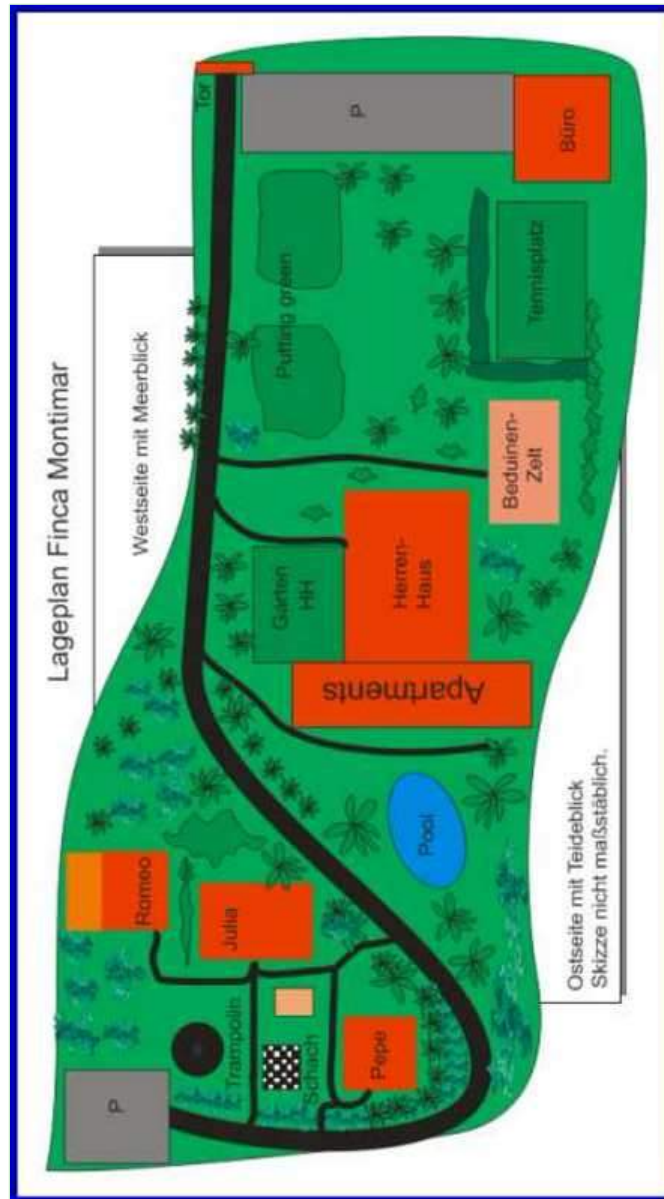 Lageplan Finca Montimar
Westseite mit Meerblick
P
Romeo
Julia
Trampolin
Schach
Pepe
Pool
Apartments
Garten
HH
Herren-
Haus
Beduinen-
Zelt
Putting green
Tennisplatz
Tor
P
Büro
Ostseite mit Teideblick
Skizze nicht maßstäblich.